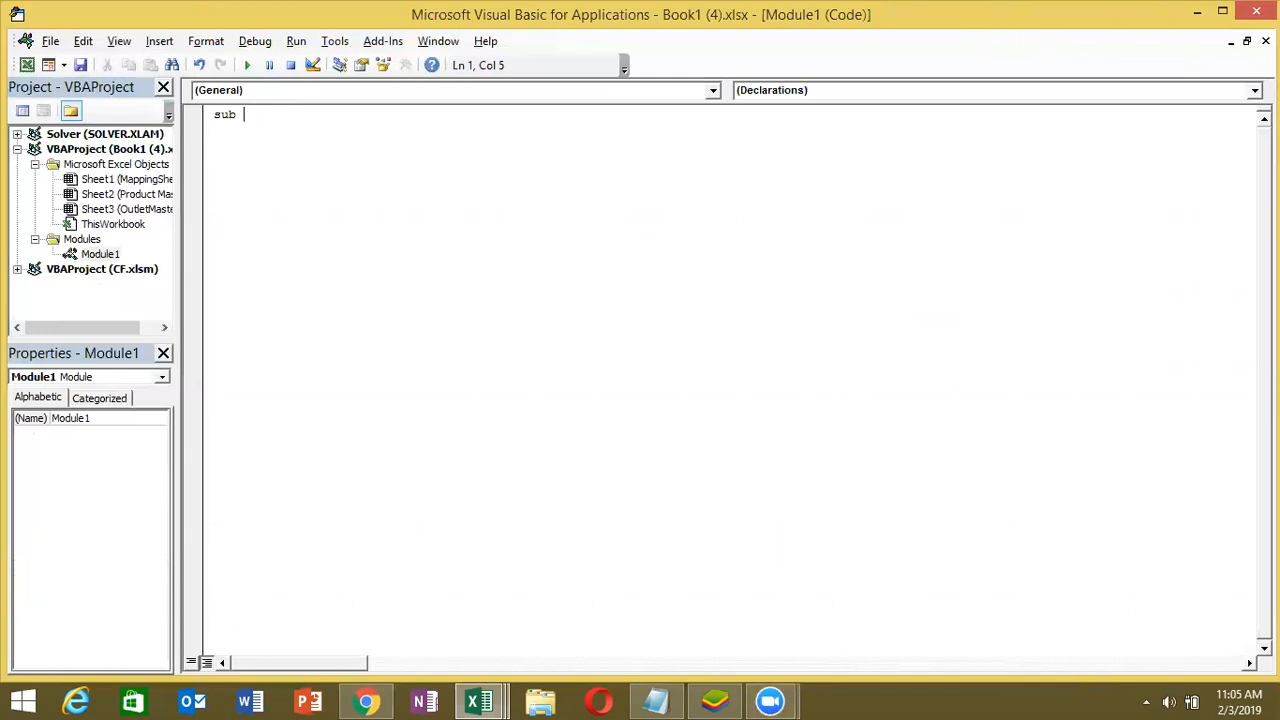 Microsoft Visual Basic for Applications - Book1 (4).xlsx - [Module1 (Code)]
File Edit View Insert Format Debug Run Tools Add-Ins Window Help
Ln 1, Col 5
Project - VBAProject
(General)
(Declarations)
sub
Solver (SOLVER.XLAM)
VBAProject (Book1 (4).x
Microsoft Excel Objects
Sheet1 (MappingShe
Sheet2 (Product Mas
Sheet3 (OutletMaste
ThisWorkbook
Modules
Module1
VBAProject (CF.xlsm)
Properties - Module1
Module1 Module
Alphabetic Categorized
(Name) Module1
11:05 AM
2/3/2019